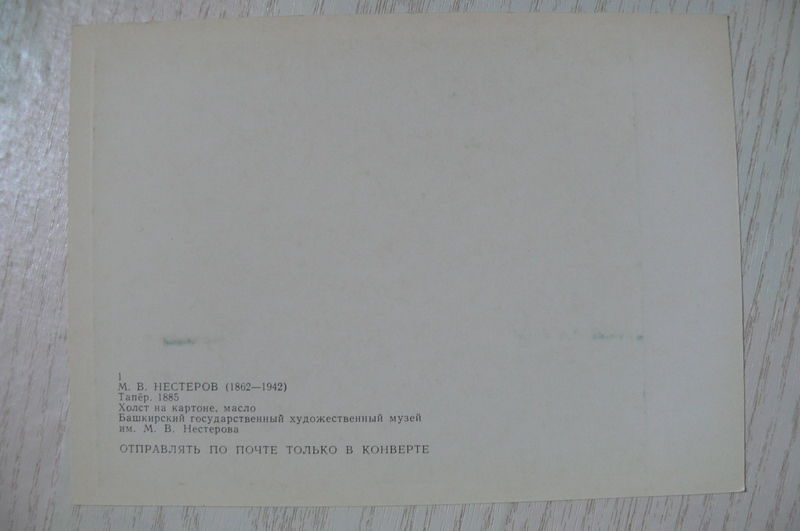 1
М. В. НЕСТЕРОВ (1862—1942)
Тапёр. 1885
Холст на картоне, масло
Башкирский государственный художественный музей
им. М. В. Нестерова
ОТПРАВЛЯТЬ ПО ПОЧТЕ ТОЛЬКО В КОНВЕРТЕ